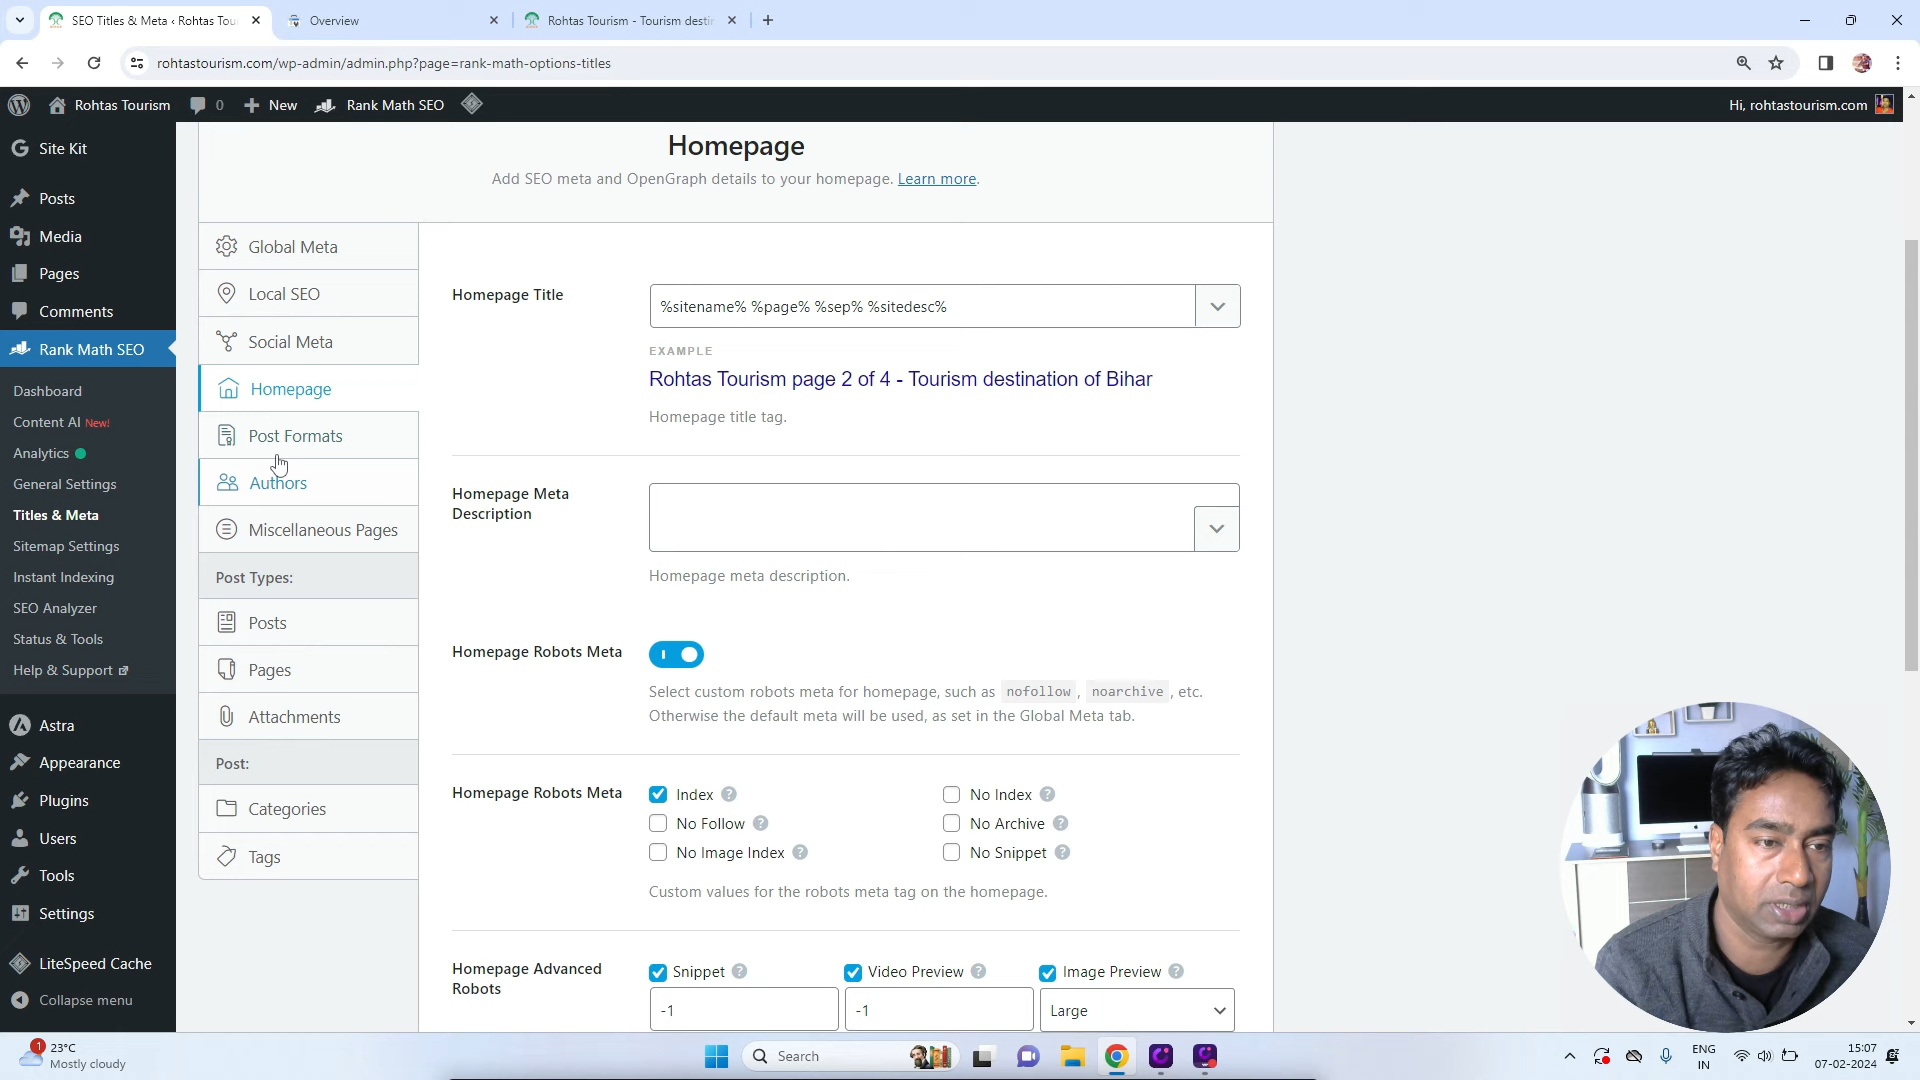 SEO Titles & Meta ‹ Rohtas Tour
Overview
Rohtas Tourism - Tourism destin
rohtastourism.com/wp-admin/admin.php?page=rank-math-options-titles
Rohtas Tourism
0
New
Rank Math SEO
Hi, rohtastourism.com
Site Kit
Posts
Media
Pages
Comments
Rank Math SEO
Dashboard
Content AI New!
Analytics
General Settings
Titles & Meta
Sitemap Settings
Instant Indexing
SEO Analyzer
Status & Tools
Help & Support
Astra
Appearance
Plugins
Users
Tools
Settings
LiteSpeed Cache
Collapse menu
Homepage
Add SEO meta and OpenGraph details to your homepage. Learn more.
Global Meta
Local SEO
Social Meta
Homepage
Post Formats
Authors
Miscellaneous Pages
Post Types:
Posts
Pages
Attachments
Post:
Categories
Tags
Homepage Title
%sitename% %page% %sep% %sitedesc%
EXAMPLE
Rohtas Tourism page 2 of 4 - Tourism destination of Bihar
Homepage title tag.
Homepage Meta
Description
Homepage meta description.
Homepage Robots Meta
Select custom robots meta for homepage, such as nofollow, noarchive, etc.
Otherwise the default meta will be used, as set in the Global Meta tab.
Homepage Robots Meta
Index
No Index
No Follow
No Archive
No Image Index
No Snippet
Custom values for the robots meta tag on the homepage.
Homepage Advanced
Robots
Snippet
Video Preview
Image Preview
-1
-1
Large
1
23°C
Mostly cloudy
Search
ENG
IN
15:07
07-02-2024